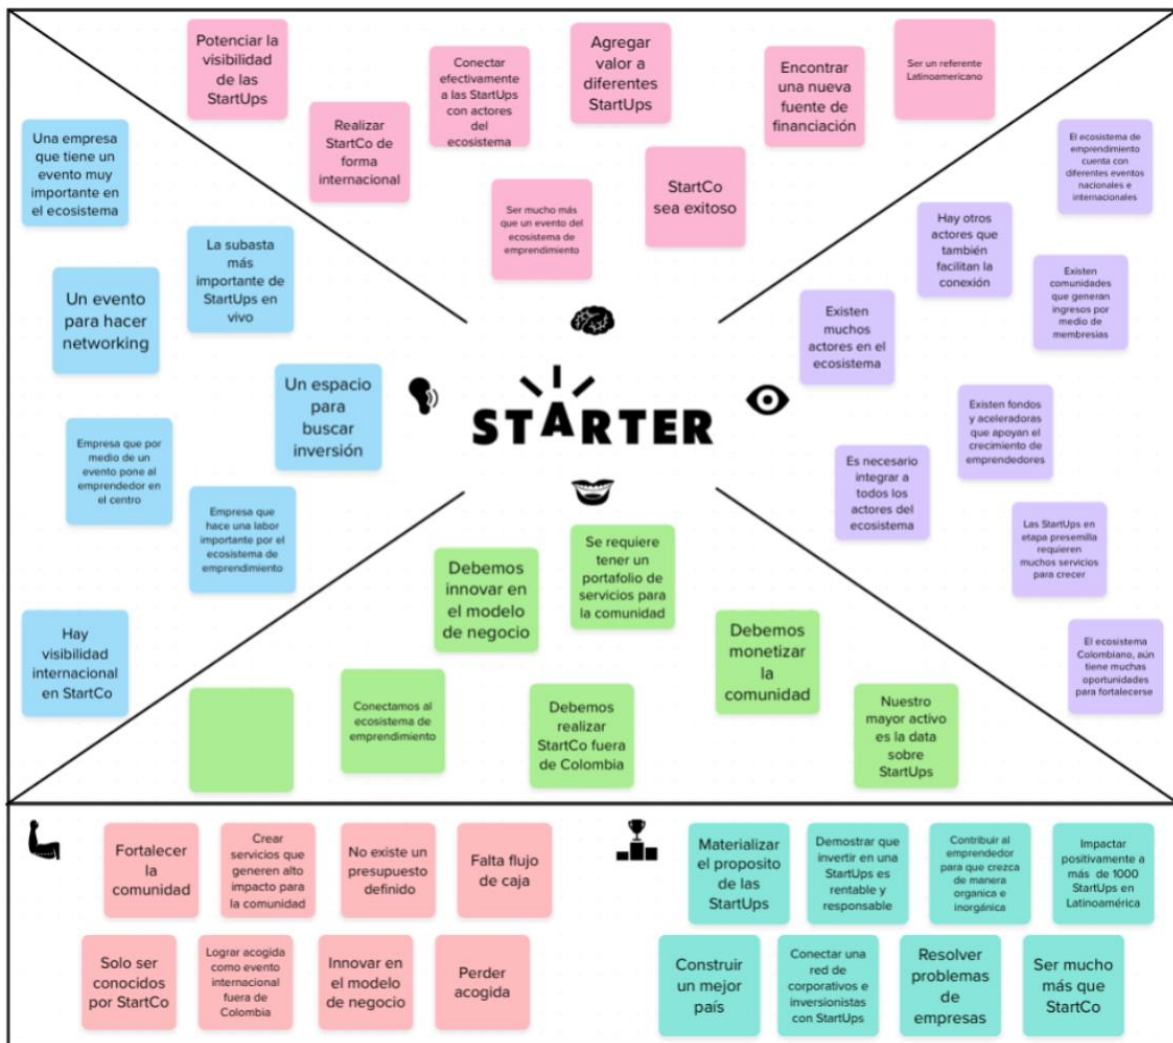 Potenciar la
visibilidad
de las
StartUps
Realizar
StartCo de
forma
internacional
Conectar
efectivamente
a las StartUps
con actores
del
ecosistema
Agregar
valor a
diferentes
StartUps
Ser mucho más
que un evento del
ecosistema de
emprendimiento
StartCo
sea exitoso
Encontrar
una nueva
fuente de
financiación
Ser un referente
Latinoamericano
Una empresa
que tiene un
evento muy
importante en
el ecosistema
La subasta
más
importante de
StartUps en
vivo
Un evento
para hacer
networking
Un espacio
para
buscar
inversión
Empresa que por
medio de un
evento pone al
emprendedor en
el centro
Empresa que
hace una labor
importante por el
ecosistema de
emprendimiento
Hay
visibilidad
internacional
en StartCo
STARTER
El ecosistema de
emprendimiento
cuenta con
diferentes eventos
nacionales e
internacionales
Hay otros
actores que
también
facilitan la
conexión
Existen
comunidades
que generan
ingresos por
medio de
membresias
Existen
muchos
actores en el
ecosistema
Existen fondos
y aceleradoras
que apoyan el
crecimiento de
emprendedores
Es necesario
integrar a
todos los
actores del
ecosistema
Las StartUps en
etapa presemilla
requieren
muchos servicios
para crecer
El ecosistema
Colombiano, aún
tiene muchas
oportunidades
para fortalecerse
Debemos
innovar en
el modelo
de negocio
Se requiere
tener un
portafolio de
servicios para
la comunidad
Debemos
monetizar
la
comunidad
Conectamos al
ecosistema de
emprendimiento
Debemos
realizar
StartCo fuera
de Colombia
Nuestro
mayor activo
es la data
sobre
StartUps
Fortalecer
la
comunidad
Crear
servicios que
generen alto
impacto para
la comunidad
No existe un
presupuesto
definido
Falta flujo
de caja
Solo ser
conocidos
por StartCo
Lograr acogida
como evento
internacional
fuera de
Colombia
Innovar en
el modelo
de negocio
Perder
acogida
Materializar
el proposito
de las
StartUps
Demostrar que
invertir en una
StartUps es
rentable y
responsable
Contribuir al
emprendedor
para que crezca
de manera
organica e
inorgánica
Impactar
positivamente a
más de 1000
StartUps en
Latinoamérica
Construir
un mejor
país
Conectar una
red de
corporativos e
inversionistas
con StartUps
Resolver
problemas
de
empresas
Ser mucho
más que
StartCo